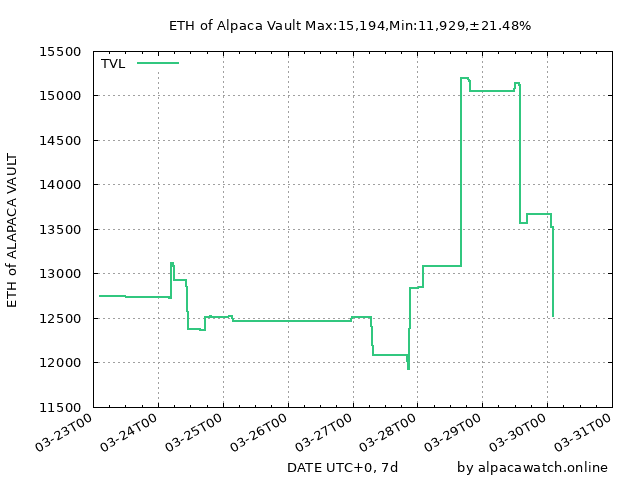 ETH of Alpaca Vault Max:15,194,Min:11,929,±21.48%
TVL
15500
15000
14500
14000
13500
13000
12500
12000
11500
ETH of ALAPACA VAULT
03-23T00
03-24T00
03-25T00
03-26T00
03-27T00
03-28T00
03-29T00
03-30T00
03-31T00
DATE UTC+0, 7d
by alpacawatch.online